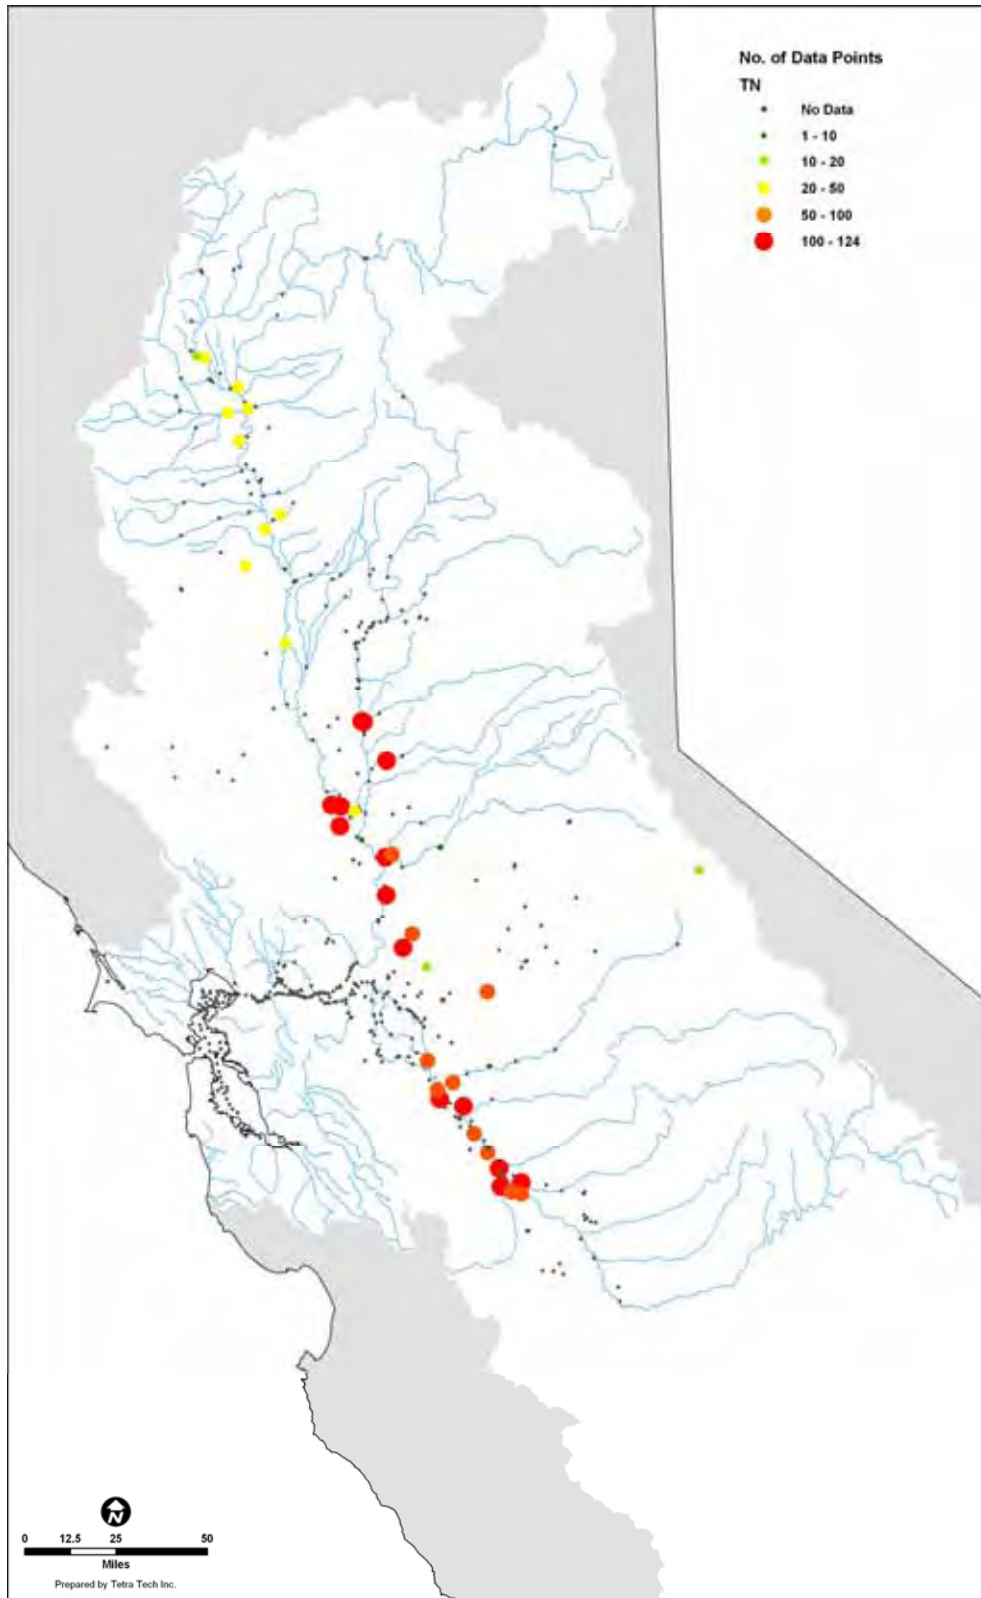 No. of Data Points
TN
No Data
1 - 10
10 - 20
20 - 50
50 - 100
100 - 124
N
0 12.5 25 50
Miles
Prepared by Tetra Tech Inc.